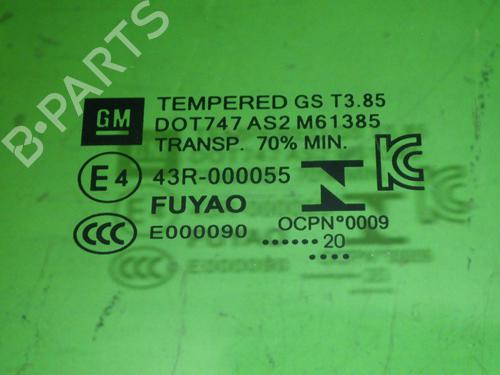 B-PARTS
GM
TEMPERED GS T3.85
DOT747 AS2 M61385
TRANSP. 70% MIN.
E4 43R-000055
FUYAO
CCC E000090
OCPN°0009
...... 20
....
KC